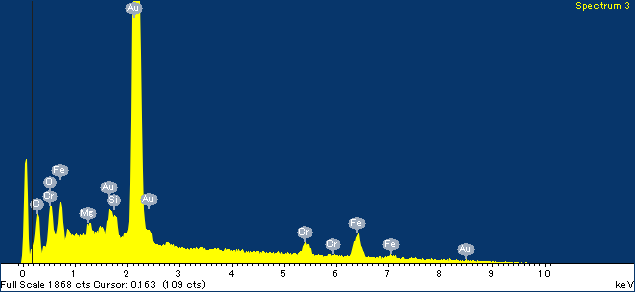 Spectrum 3
Au
Fe
O
Cr
C
Au
Si
Mg
Au
Cr
Cr
Fe
Fe
Au
0 1 2 3 4 5 6 7 8 9 10
Full Scale 1868 cts Cursor: 0.163 (109 cts) keV